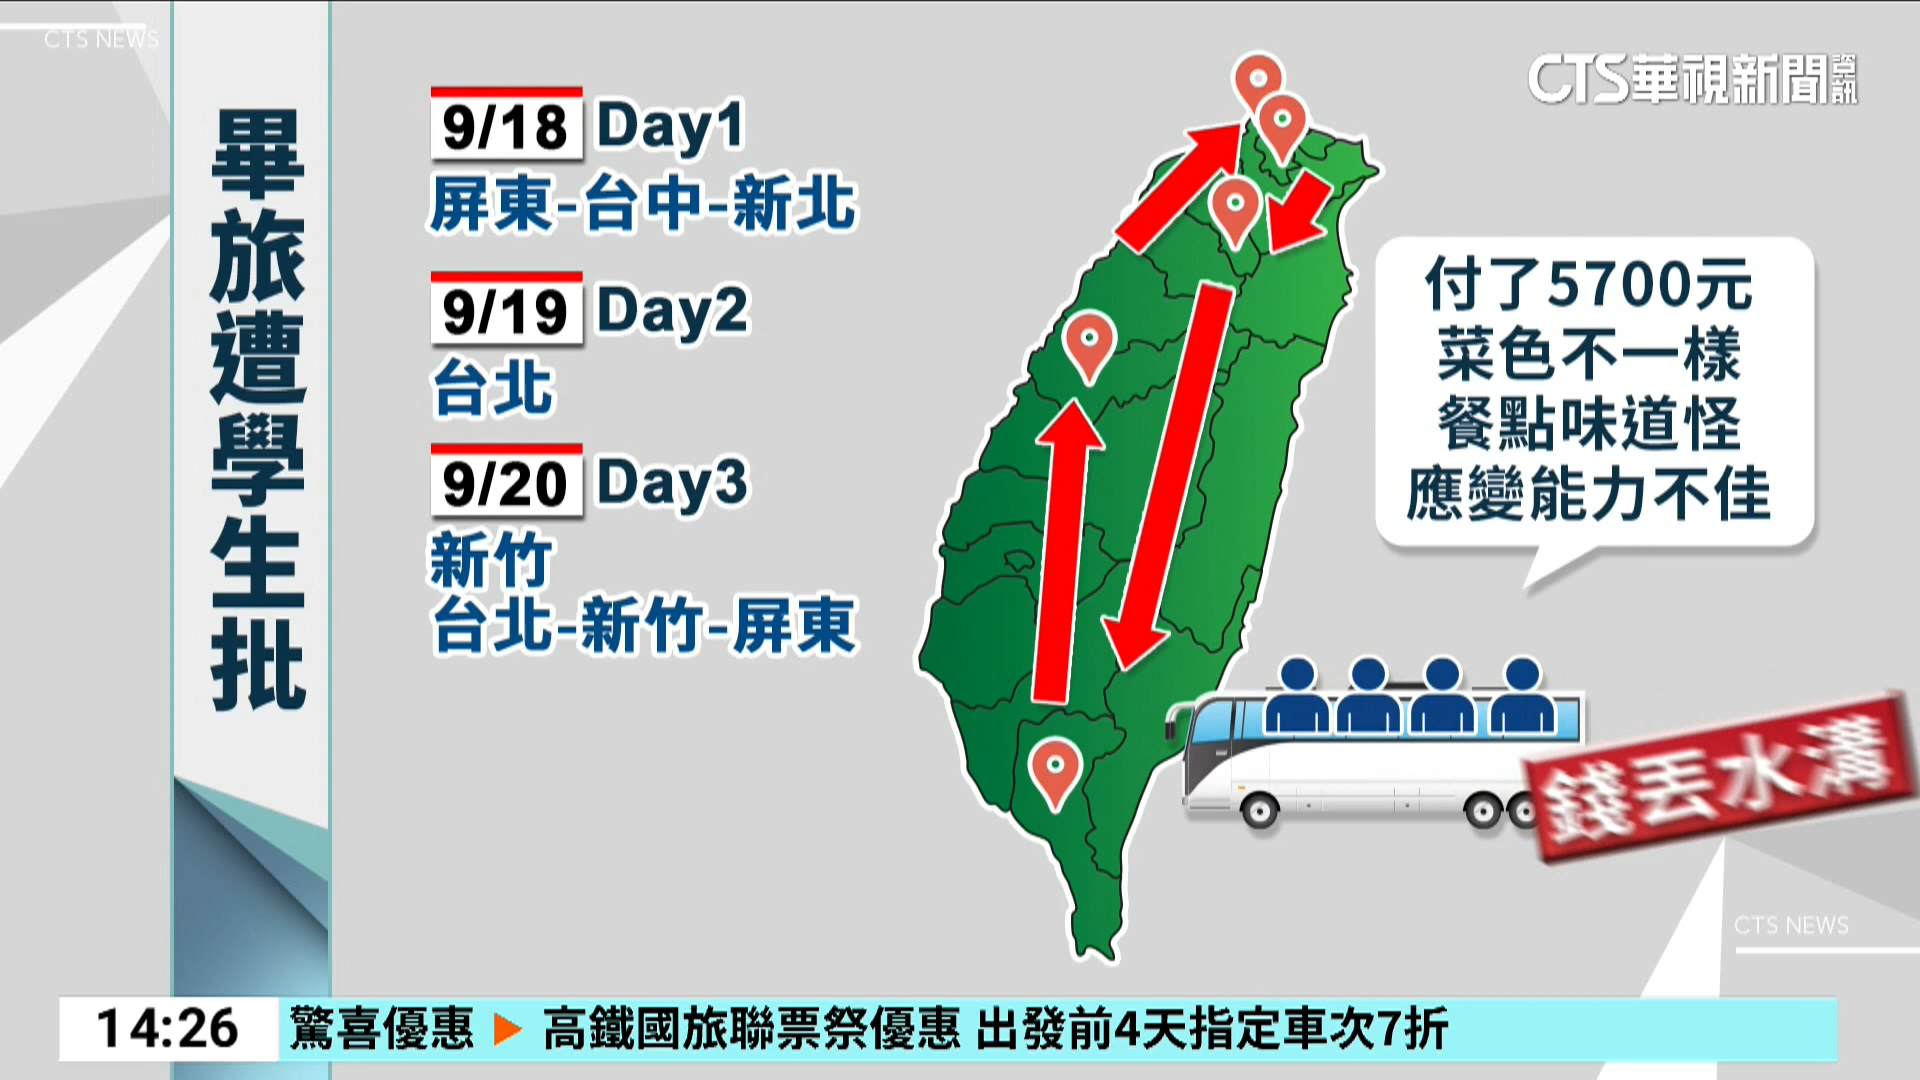 CTS NEWS
CTS華視新聞資訊
畢旅遭學生批
9/18 Day1
屏東-台中-新北
9/19 Day2
台北
9/20 Day3
新竹
台北-新竹-屏東
付了5700元
菜色不一樣
餐點味道怪
應變能力不佳
錢丟水溝
CTS NEWS
14:26 驚喜優惠 ▶ 高鐵國旅聯票祭優惠 出發前4天指定車次7折